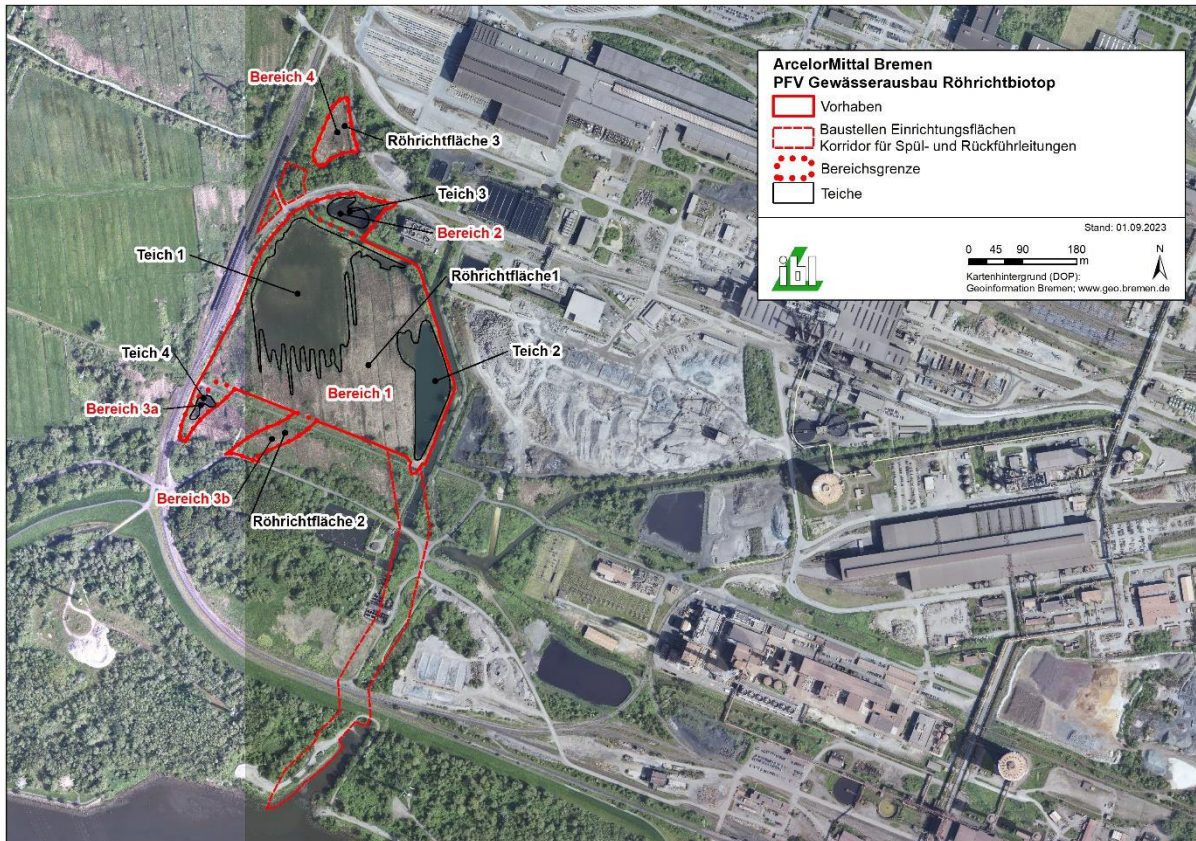 ArcelorMittal Bremen
PFV Gewässerausbau Röhrichtbiotop
Vorhaben
Baustellen Einrichtungsflächen
Korridor für Spül- und Rückführleitungen
Bereichsgrenze
Teiche
Stand: 01.09.2023
ibl
0 45 90 180
m
N
Kartenhintergrund (DOP):
Geoinformation Bremen; www.geo.bremen.de
Bereich 4
Röhrichtfläche 3
Teich 3
Bereich 2
Teich 1
Röhrichtfläche1
Teich 4
Teich 2
Bereich 1
Bereich 3a
Bereich 3b
Röhrichtfläche 2